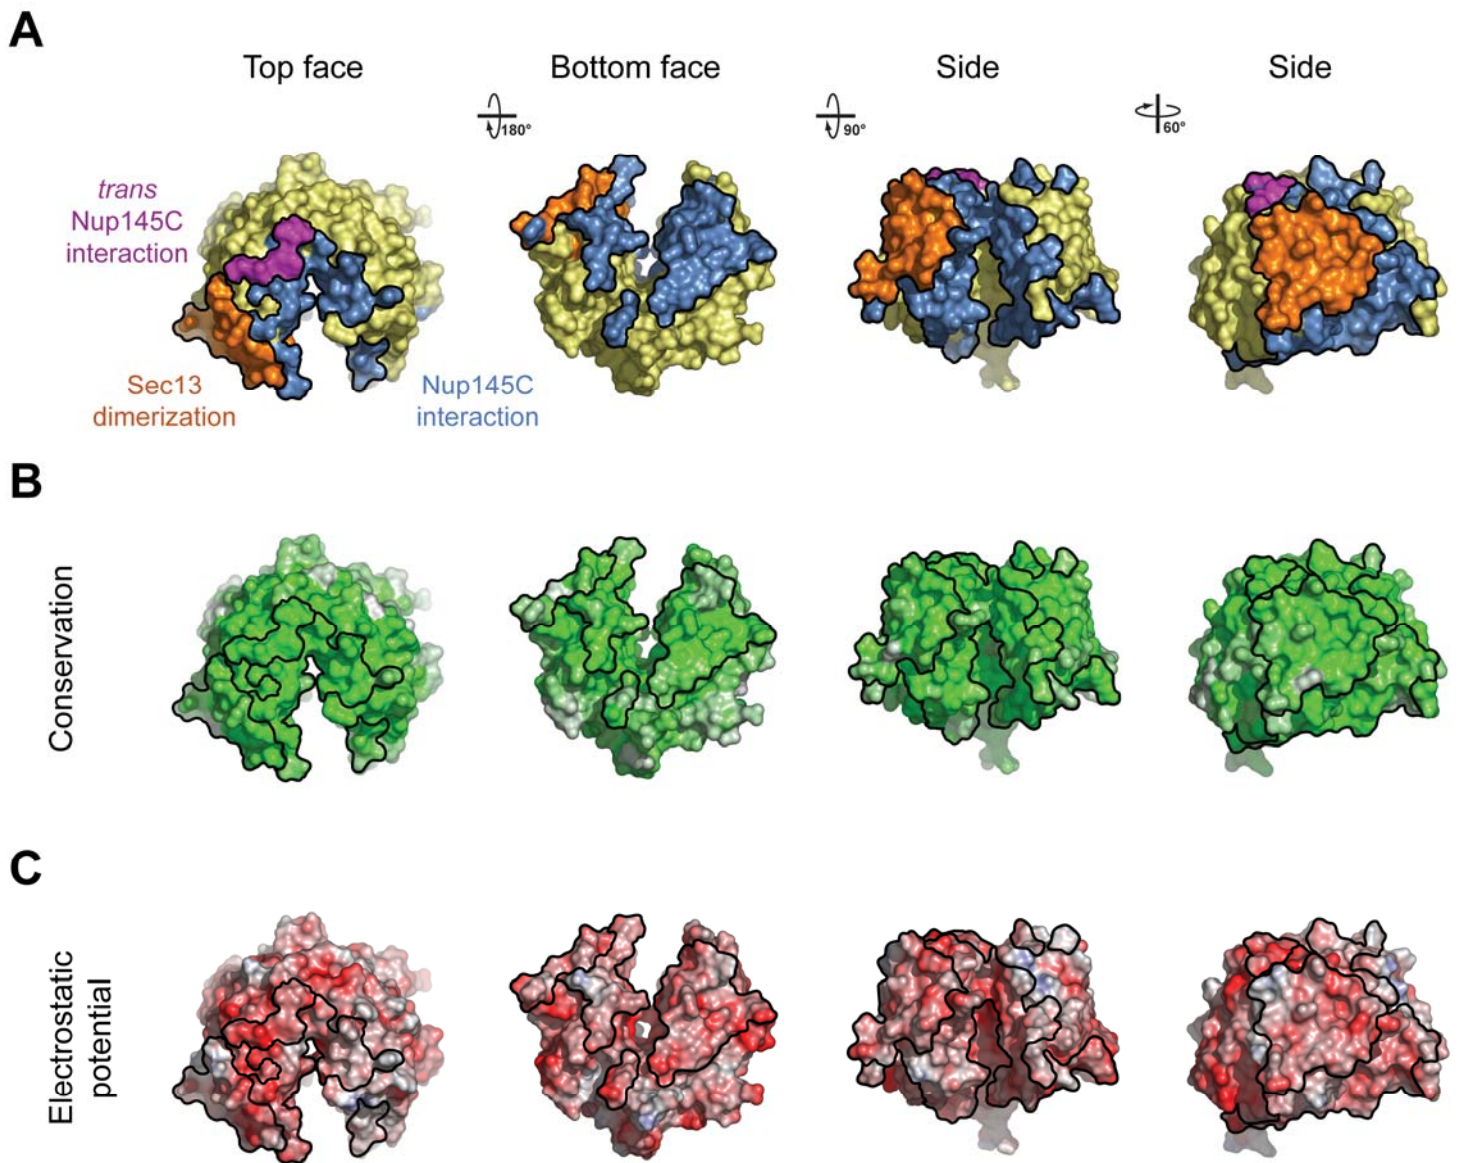 A
Top face
Bottom face
Side
Side
180°
90°
60°
trans
Nup145C
interaction
Sec13
dimerization
Nup145C
interaction
B
Conservation
C
Electrostatic
potential